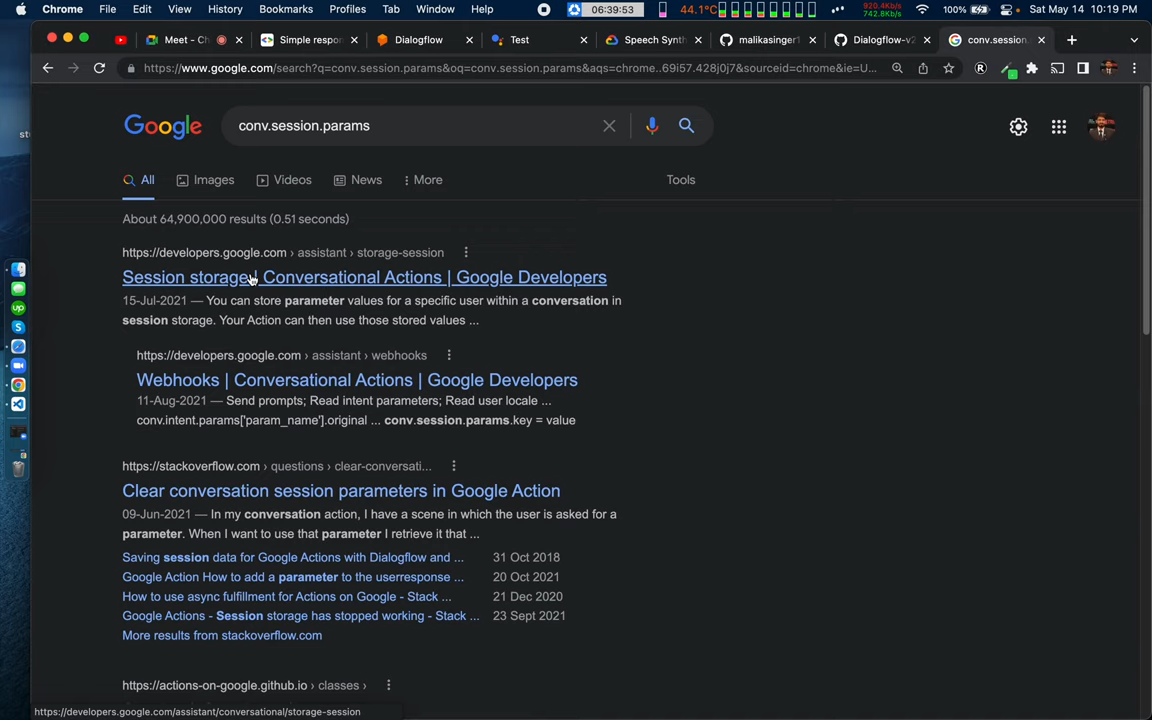 Chrome File Edit View History Bookmarks Profiles Tab Window Help 06:39:53 44.1°C 920.4K/s 742.8K/s 100% Sat May 14 10:19 PM
Meet - Ch Simple respon Dialogflow Test Speech Synth malikasinger1 Dialogflow-v2 conv.session.
https://www.google.com/search?q=conv.session.params&oq=conv.session.params&aqs=chrome..69i57.428j0j7&sourceid=chrome&ie=U...
Google conv.session.params
All Images Videos News More Tools
About 64,900,000 results (0.51 seconds)
https://developers.google.com › assistant › storage-session
Session storage | Conversational Actions | Google Developers
15-Jul-2021 — You can store parameter values for a specific user within a conversation in
session storage. Your Action can then use those stored values ...
https://developers.google.com › assistant › webhooks
Webhooks | Conversational Actions | Google Developers
11-Aug-2021 — Send prompts; Read intent parameters; Read user locale ...
conv.intent.params['param_name'].original ... conv.session.params.key = value
https://stackoverflow.com › questions › clear-conversati...
Clear conversation session parameters in Google Action
09-Jun-2021 — In my conversation action, I have a scene in which the user is asked for a
parameter. When I want to use that parameter I retrieve it that ...
Saving session data for Google Actions with Dialogflow and ... 31 Oct 2018
Google Action How to add a parameter to the userresponse ... 20 Oct 2021
How to use async fulfillment for Actions on Google - Stack ... 21 Dec 2020
Google Actions - Session storage has stopped working - Stack ... 23 Sept 2021
More results from stackoverflow.com
https://actions-on-google.github.io › classes ›
https://developers.google.com/assistant/conversational/storage-session